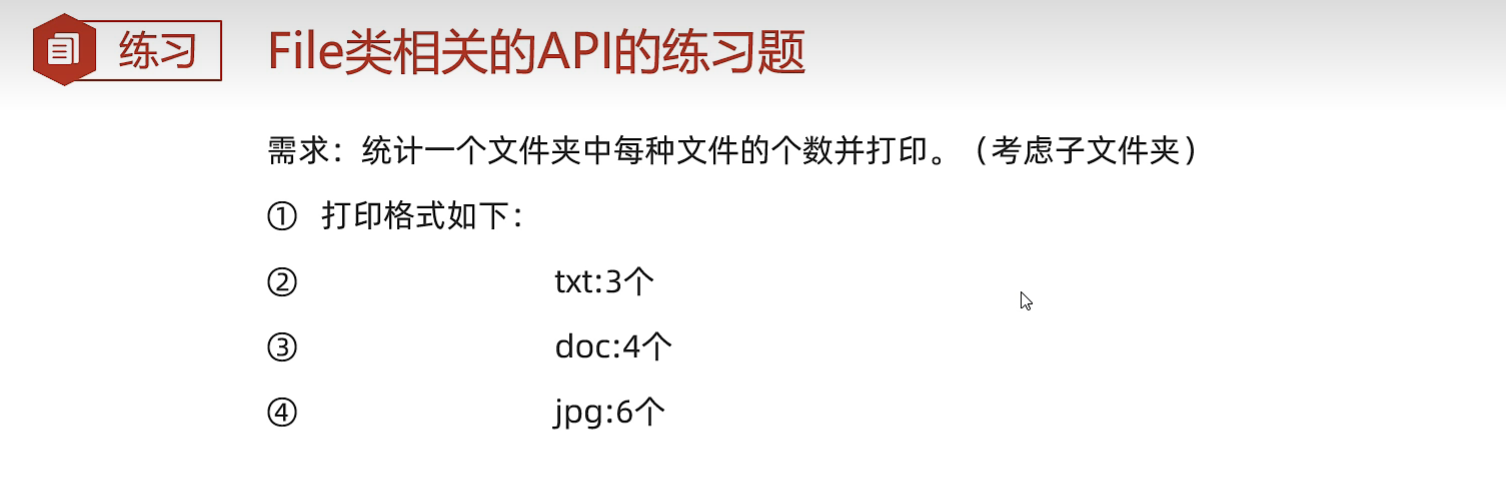 练习
File类相关的API的练习题
需求：统计一个文件夹中每种文件的个数并打印。（考虑子文件夹）
① 打印格式如下：
② txt:3个
③ doc:4个
④ jpg:6个